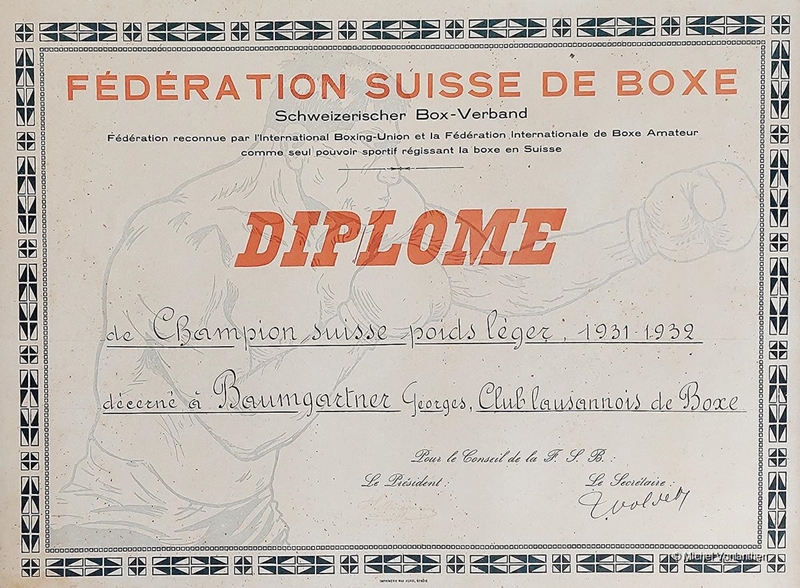 FÉDÉRATION SUISSE DE BOXE
Schweizerischer Box-Verband
Fédération reconnue par l'International Boxing-Union et la Fédération Internationale de Boxe Amateur
comme seul pouvoir sportif régissant la boxe en Suisse
DIPLOME
de Champion suisse poids léger, 1931-1932
décerné à Baumgartner Georges, Club lausannois de Boxe
Pour le Conseil de la F. S. B. :
Le Président : Le Secrétaire :